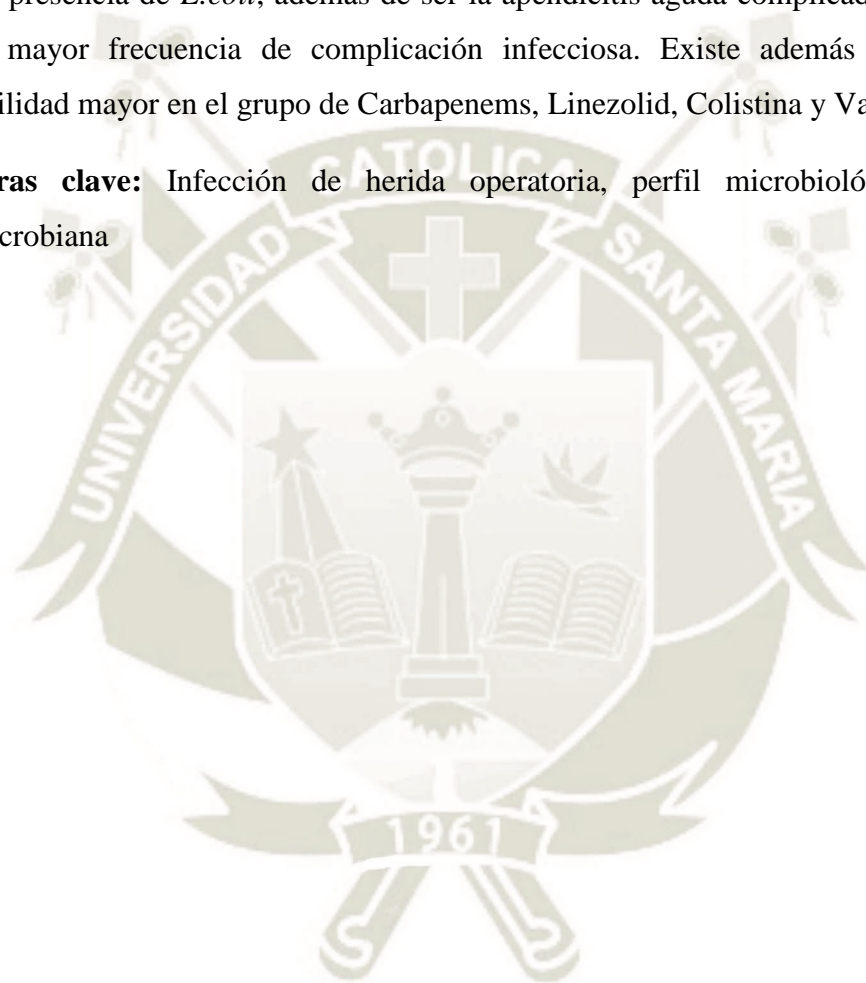 presencia de E.coli, además de ser la apendicitis aguda complicad
mayor frecuencia de complicación infecciosa. Existe además
ilidad mayor en el grupo de Carbapenems, Linezolid, Colistina y Va
ras clave: Infección de herida operatoria, perfil microbioló
crobiana
UNIVERSIDAD CATOLICA SANTA MARIA
1961